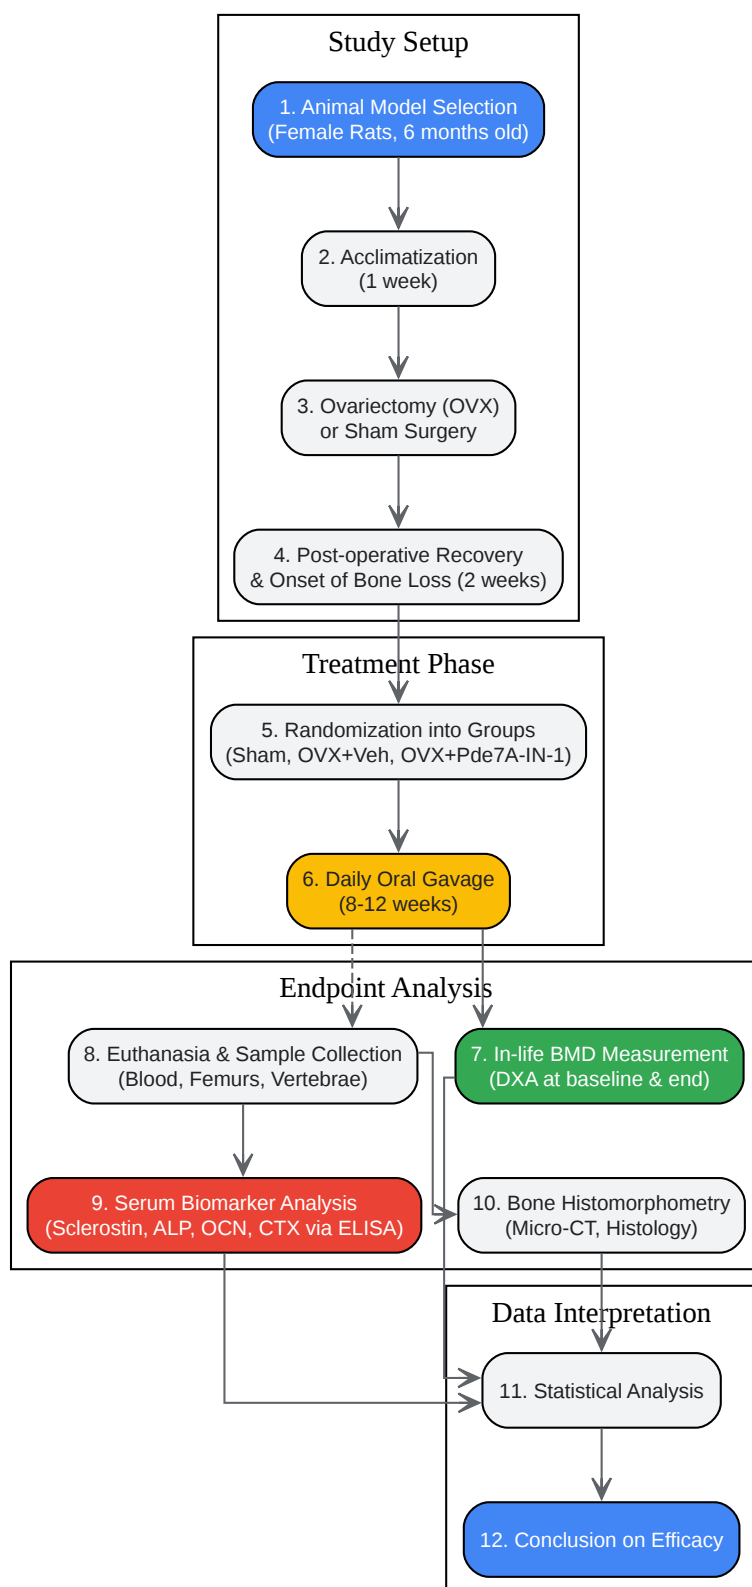 Study Setup
1. Animal Model Selection
(Female Rats, 6 months old)
2. Acclimatization
(1 week)
3. Ovariectomy (OVX)
or Sham Surgery
4. Post-operative Recovery
& Onset of Bone Loss (2 weeks)
Treatment Phase
5. Randomization into Groups
(Sham, OVX+Veh, OVX+Pde7A-IN-1)
6. Daily Oral Gavage
(8-12 weeks)
Endpoint Analysis
8. Euthanasia & Sample Collection
(Blood, Femurs, Vertebrae)
7. In-life BMD Measurement
(DXA at baseline & end)
9. Serum Biomarker Analysis
(Sclerostin, ALP, OCN, CTX via ELISA)
10. Bone Histomorphometry
(Micro-CT, Histology)
Data Interpretation
11. Statistical Analysis
12. Conclusion on Efficacy